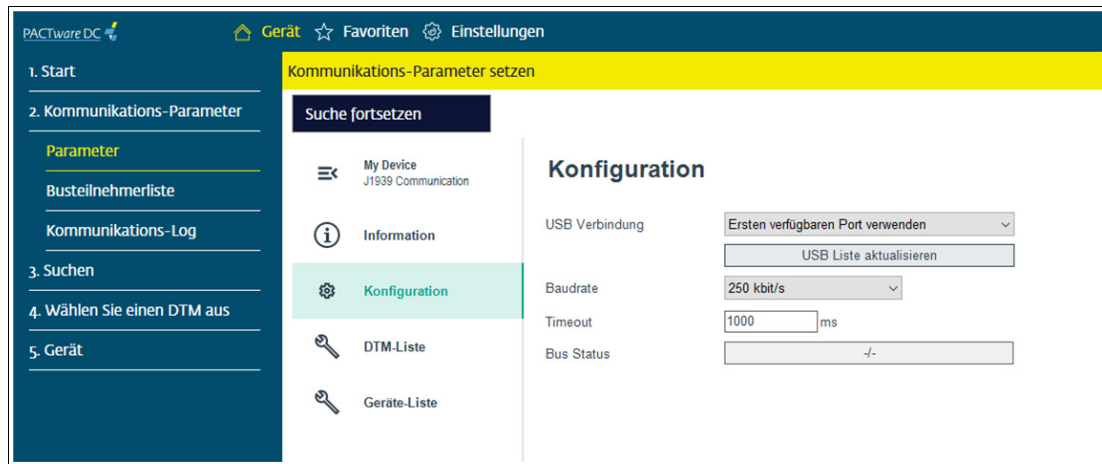 PACTware DC
Gerät Favoriten Einstellungen
1. Start
2. Kommunikations-Parameter
Parameter
Busteilnehmerliste
Kommunikations-Log
3. Suchen
4. Wählen Sie einen DTM aus
5. Gerät
Kommunikations-Parameter setzen
Suche fortsetzen
My Device
J1939 Communication
Information
Konfiguration
DTM-Liste
Geräte-Liste
Konfiguration
USB Verbindung Ersten verfügbaren Port verwenden
USB Liste aktualisieren
Baudrate 250 kbit/s
Timeout 1000 ms
Bus Status -/-